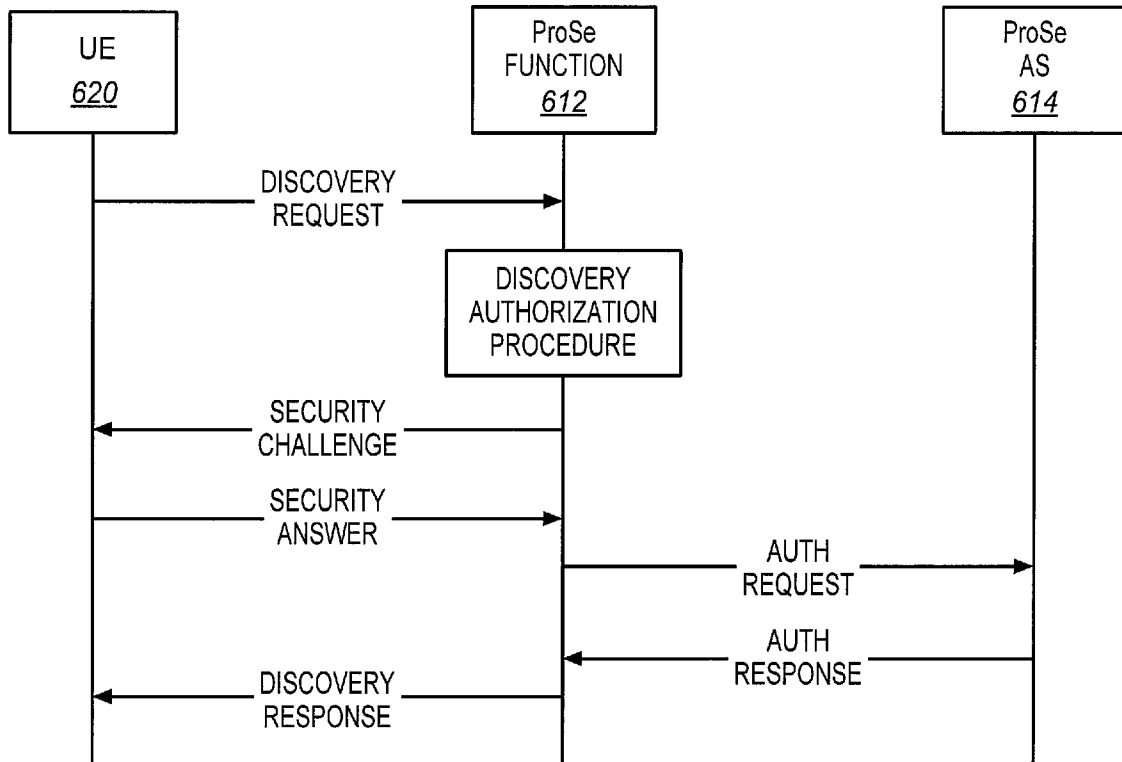 UE
620
ProSe
FUNCTION
612
ProSe
AS
614
DISCOVERY
REQUEST
DISCOVERY
AUTHORIZATION
PROCEDURE
SECURITY
CHALLENGE
SECURITY
ANSWER
AUTH
REQUEST
AUTH
RESPONSE
DISCOVERY
RESPONSE